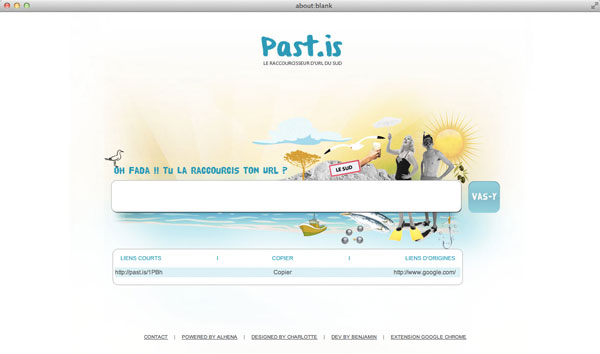 about:blank
Past.is
LE RACCOURCISSEUR D'URL DU SUD
OH FADA !! TU LA RACCOURCIS TON URL ?
LE SUD
VAS-Y
LIENS COURTS | COPIER | LIENS D'ORIGINES
http://past.is/1PBh Copier http://www.google.com/
CONTACT | POWERED BY ALHENA | DESIGNED BY CHARLOTTE | DEV BY BENJAMIN | EXTENSION GOOGLE CHROME